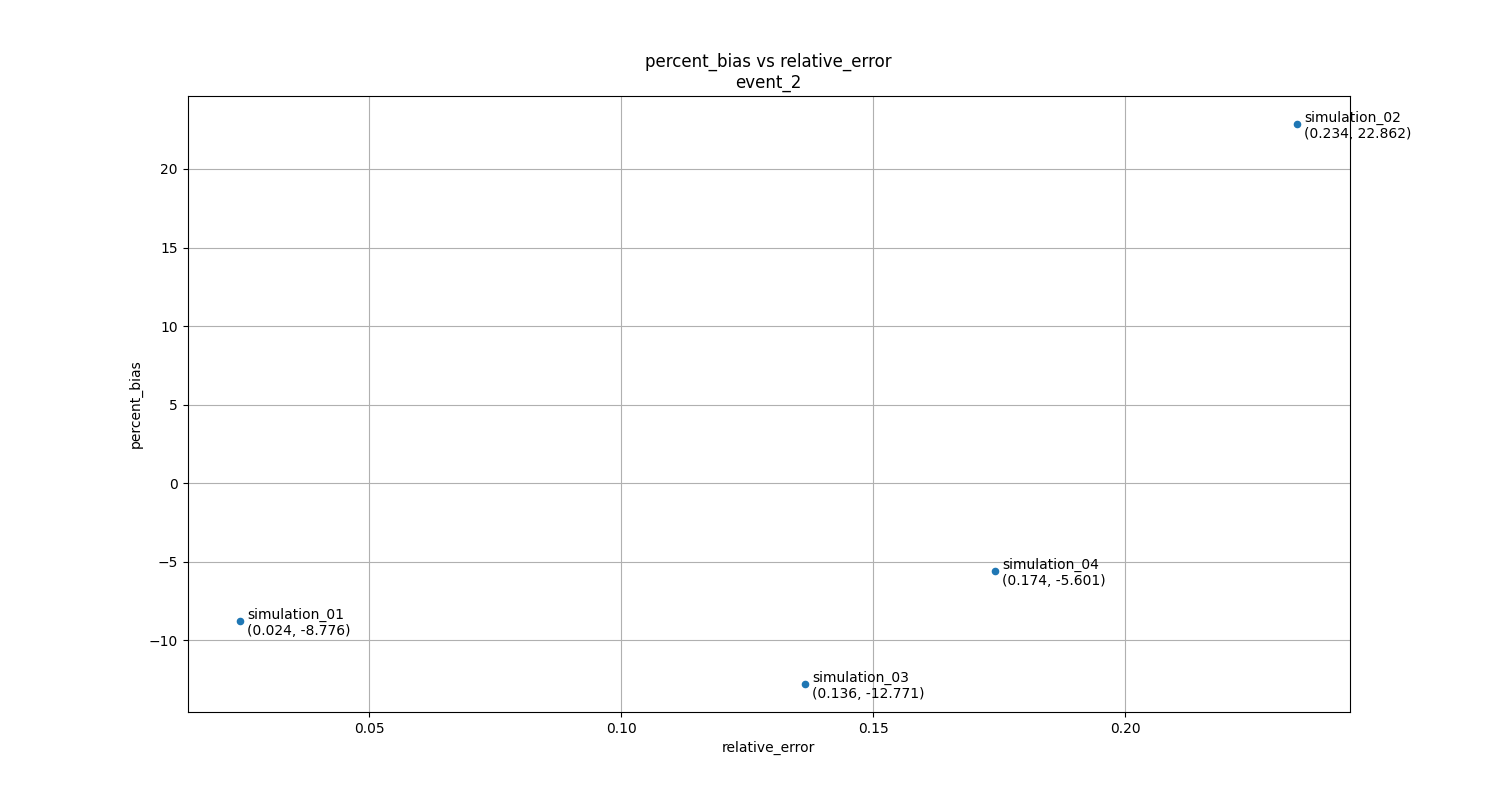 percent_bias vs relative_error
event_2
simulation_02
(0.234, 22.862)
20
15
10
percent_bias
5
0
−5
simulation_04
(0.174, -5.601)
simulation_01
(0.024, -8.776)
−10
simulation_03
(0.136, -12.771)
0.05 0.10 0.15 0.20
relative_error